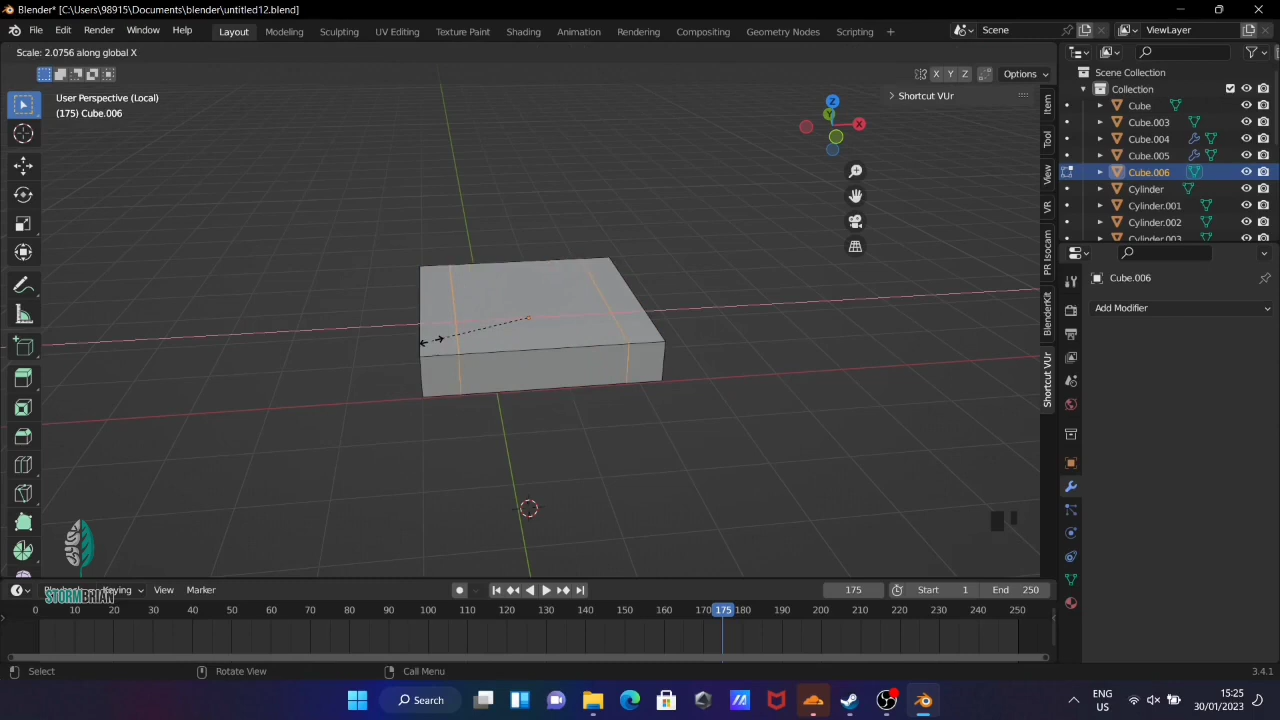 Blender* [C:\Users\98915\Documents\blender\untitled12.blend]
File Edit Render Window Help Layout Modeling Sculpting UV Editing Texture Paint Shading Animation Rendering Compositing Geometry Nodes Scripting + Scene ViewLayer
Scale: 2.0756 along global X
X Y Z Options
User Perspective (Local)
(175) Cube.006
Shortcut VUr
Z
Y
X
Item
Tool
View
VR
PR Isocam
BlenderKit
Shortcut VUr
Scene Collection
Collection
Cube
Cube.003
Cube.004
Cube.005
Cube.006
Cylinder
Cylinder.001
Cylinder.002
Cylinder.003
Cube.006
Add Modifier
Keying View Marker 175 Start 1 End 250
STORMBRIAN
0 10 20 30 40 50 60 70 80 90 100 110 120 130 140 150 160 170 175 180 190 200 210 220 230 240 250
Select Rotate View Call Menu 3.4.1
Search
ENG
US
15:25
30/01/2023